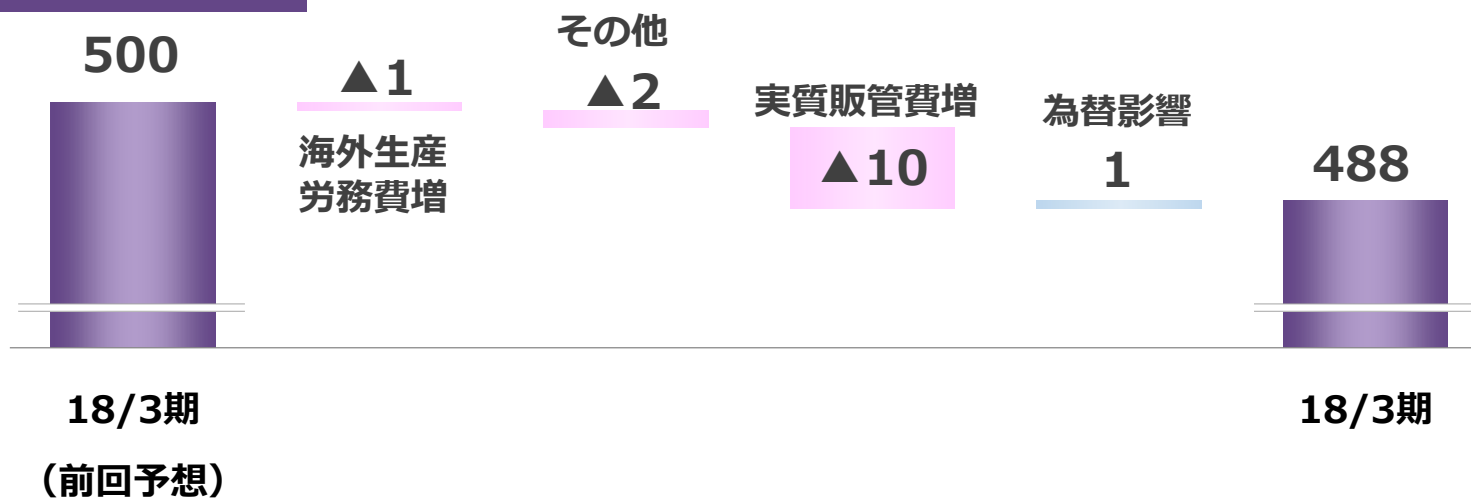 500
▲1
海外生産
労務費増
その他
▲2
実質販管費増
▲10
為替影響
1
488
18/3期
（前回予想）
18/3期